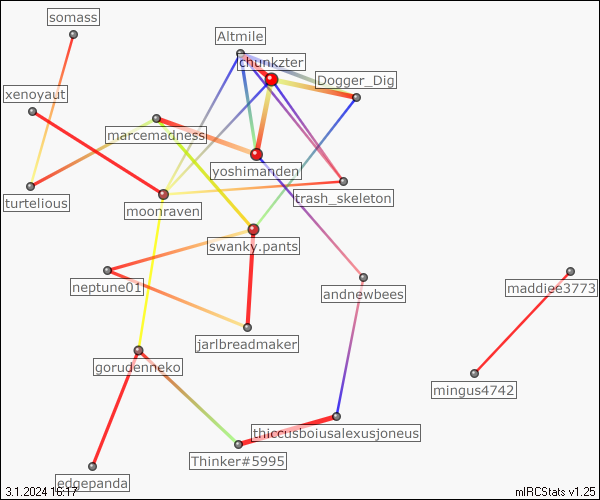 somass
Altmile
chunkzter
Dogger_Dig
xenoyaut
marcemadness
yoshimanden
turtelious
moonraven
trash_skeleton
swanky.pants
neptune01
andnewbees
maddiee3773
jarlbreadmaker
gorudenneko
mingus4742
thiccusboiusalexusjoneus
Thinker#5995
edgepanda
3.1.2024 16:17
mIRCStats v1.25